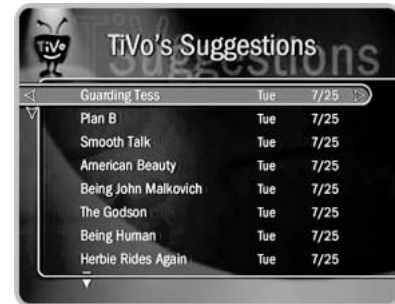 TiVo
TiVo's Suggestions
Guarding Tess Tue 7/25
Plan B Tue 7/25
Smooth Talk Tue 7/25
American Beauty Tue 7/25
Being John Malkovich Tue 7/25
The Godson Tue 7/25
Being Human Tue 7/25
Herbie Rides Again Tue 7/25